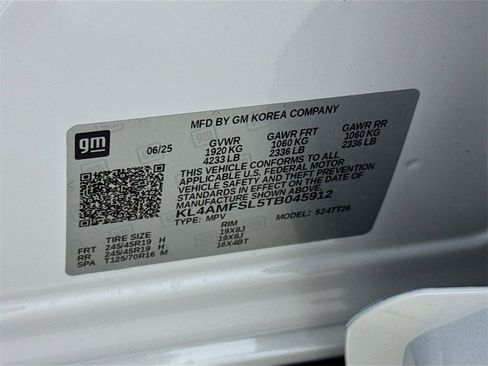 gm
MFD BY GM KOREA COMPANY
06/25 GVWR GAWR FRT GAWR RR
1920 KG 1060 KG 1060 KG
4233 LB 2336 LB 2336 LB
THIS VEHICLE CONFORMS TO ALL
APPLICABLE U.S. FEDERAL MOTOR
VEHICLE SAFETY, BUMPER, AND THEFT
PREVENTION STANDARDS IN EFFECT ON
THE DATE OF MANUFACTURE SHOWN ABOVE.
KL4AMFSL5TB045912
TYPE: MPV MODEL: 524TT26
TIRE SIZE RIM
FRT 245/45R19 H 19X8J
RR 245/45R19 H 19X8J
SPA T125/70R16 M 16X4BT